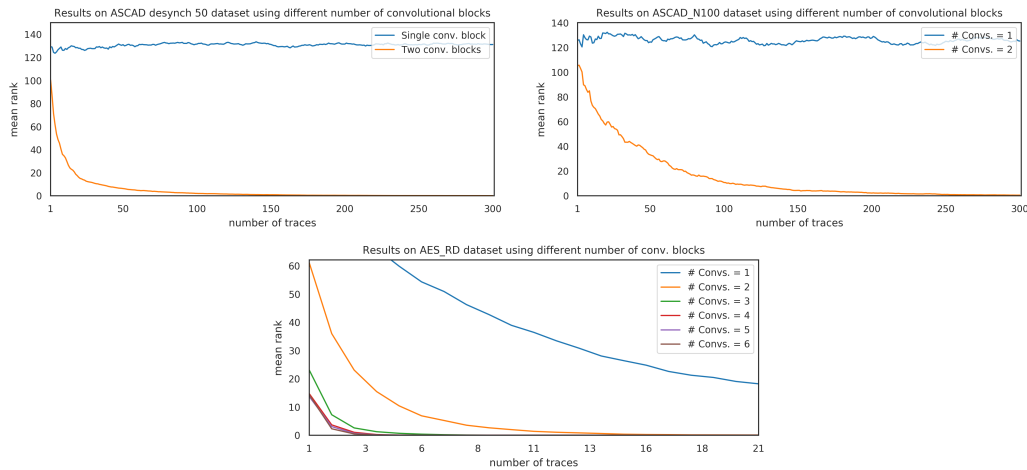 Results on ASCAD desynch 50 dataset using different number of convolutional blocks
mean rank
140
120
100
80
60
40
20
0
Single conv. block
Two conv. blocks
1
50
100
150
200
250
300
number of traces
Results on ASCAD_N100 dataset using different number of convolutional blocks
mean rank
140
120
100
80
60
40
20
0
# Convs. = 1
# Convs. = 2
1
50
100
150
200
250
300
number of traces
Results on AES_RD dataset using different number of conv. blocks
mean rank
60
50
40
30
20
10
0
# Convs. = 1
# Convs. = 2
# Convs. = 3
# Convs. = 4
# Convs. = 5
# Convs. = 6
1
3
6
8
11
13
16
18
21
number of traces